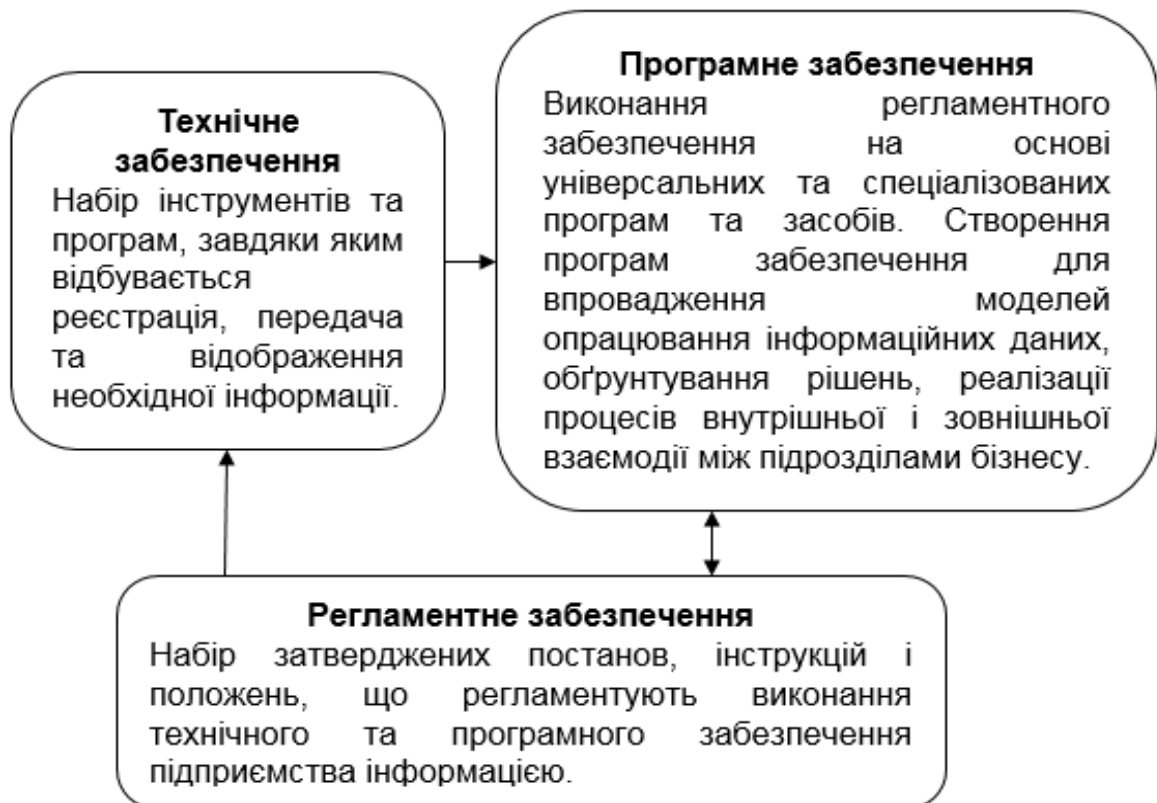 Технічне
забезпечення
Набір інструментів та
програм, завдяки яким
відбувається
реєстрація, передача
та відображення
необхідної інформації.
Програмне забезпечення
Виконання регламентного
забезпечення на основі
універсальних та спеціалізованих
програм та засобів. Створення
програм забезпечення для
впровадження моделей
опрацювання інформаційних даних,
обґрунтування рішень, реалізації
процесів внутрішньої і зовнішньої
взаємодії між підрозділами бізнесу.
Регламентне забезпечення
Набір затверджених постанов, інструкцій і
положень, що регламентують виконання
технічного та програмного забезпечення
підприємства інформацією.